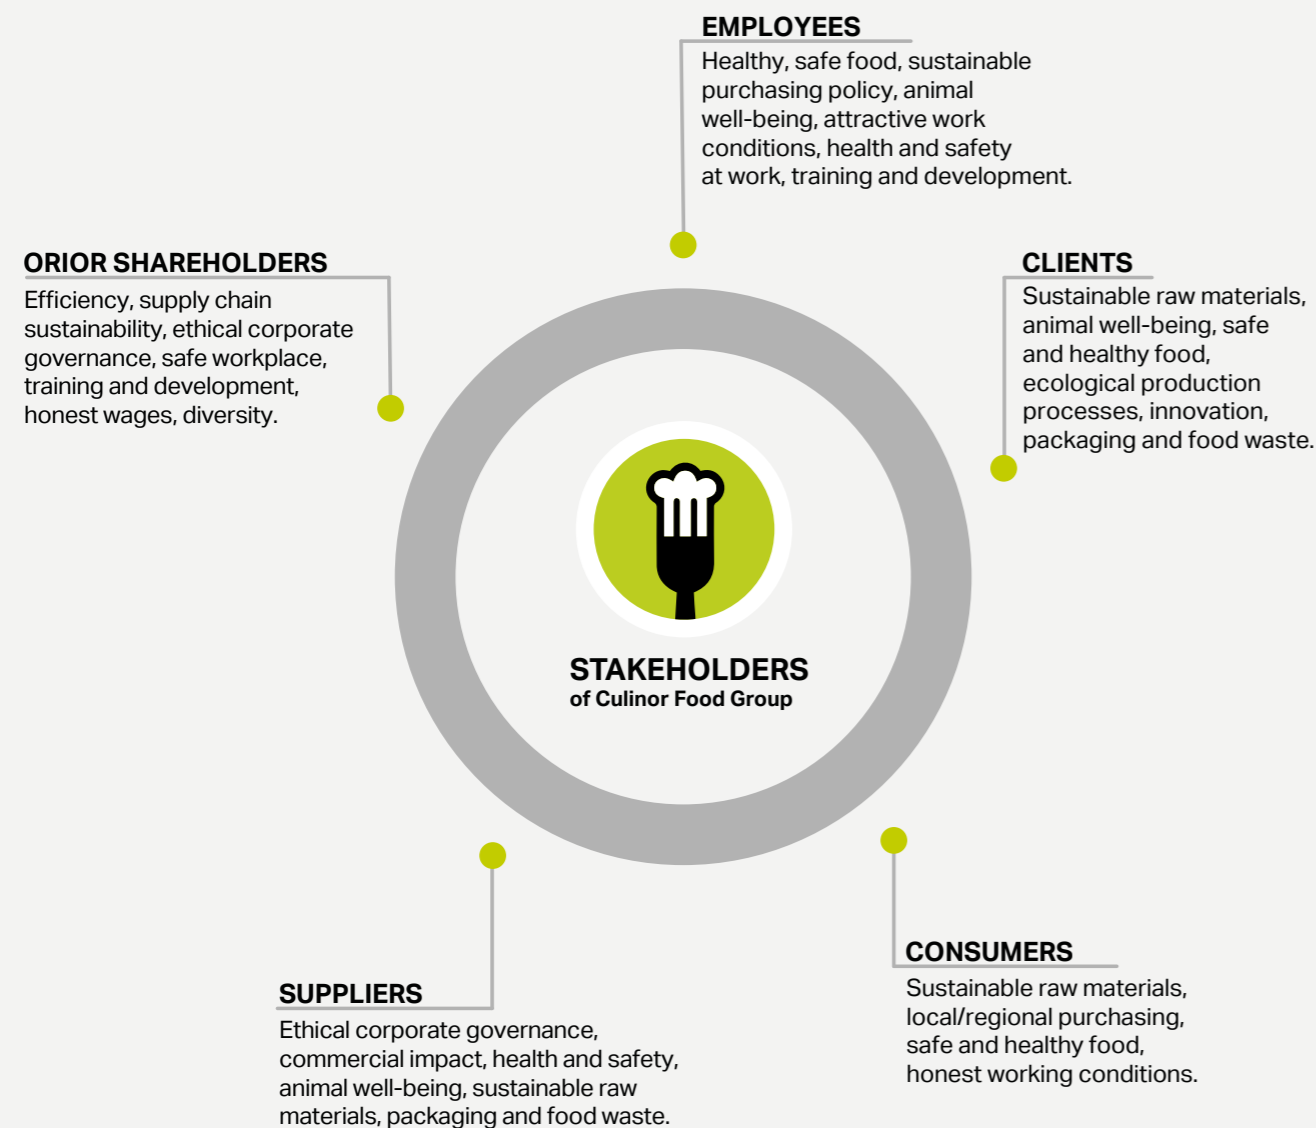 EMPLOYEES
Healthy, safe food, sustainable
purchasing policy, animal
well-being, attractive work
conditions, health and safety
at work, training and development.
ORIOR SHAREHOLDERS
Efficiency, supply chain
sustainability, ethical corporate
governance, safe workplace,
training and development,
honest wages, diversity.
CLIENTS
Sustainable raw materials,
animal well-being, safe
and healthy food,
ecological production
processes, innovation,
packaging and food waste.
STAKEHOLDERS
of Culinor Food Group
SUPPLIERS
Ethical corporate governance,
commercial impact, health and safety,
animal well-being, sustainable raw
materials, packaging and food waste.
CONSUMERS
Sustainable raw materials,
local/regional purchasing,
safe and healthy food,
honest working conditions.